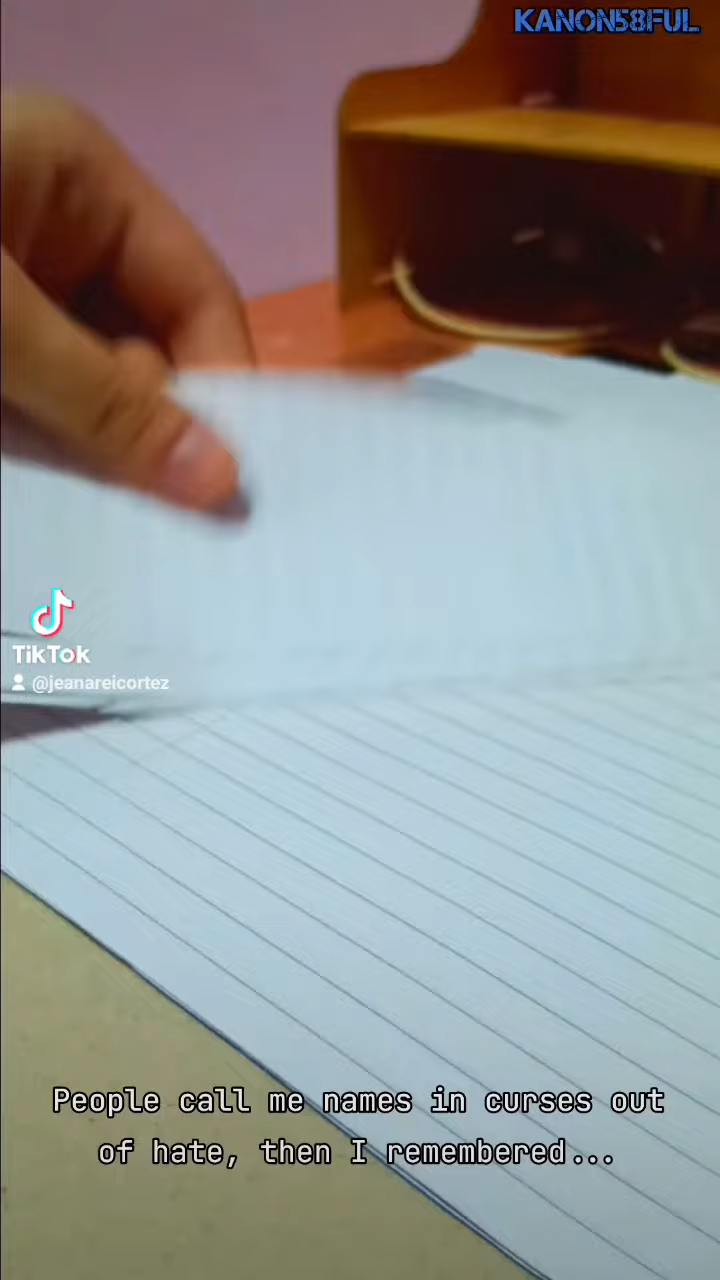 KANON58FUL
TikTok
@jeanareicortez
People call me names in curses out
of hate, then I remembered...